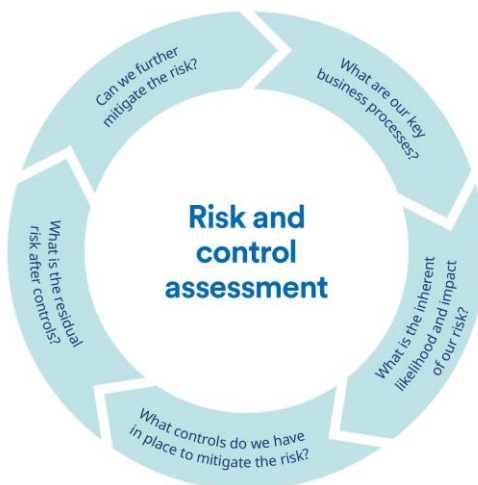 Risk and
control
assessment
What are our key
business processes?
What is the inherent
likelihood and impact
of our risk?
What controls do we have
in place to mitigate the risk?
What is the residual
risk after controls?
Can we further
mitigate the risk?